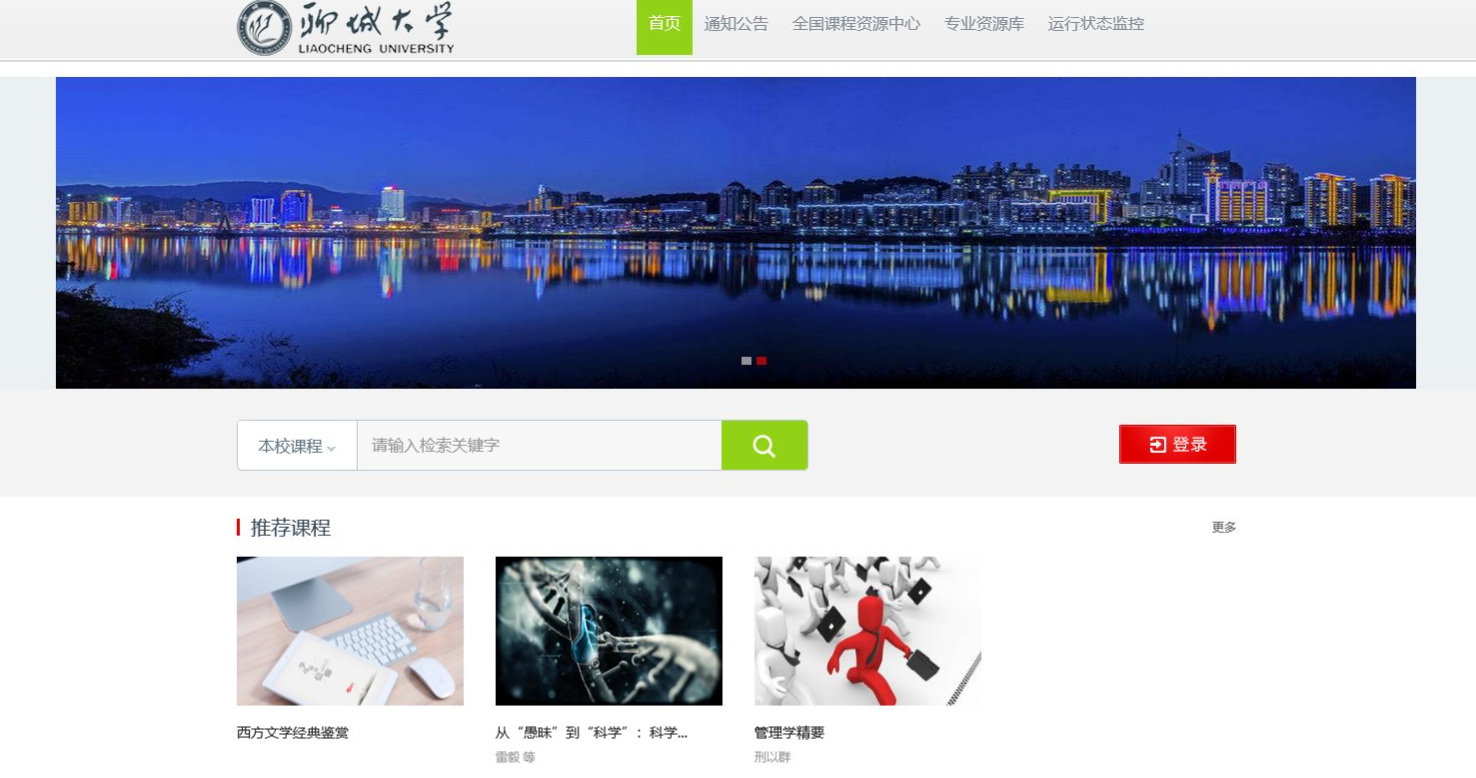 聊城大学
LIAOCHENG UNIVERSITY
首页 通知公告 全国课程资源中心 专业资源库 运行状态监控
本校课程 请输入检索关键字 登录
推荐课程 更多
西方文学经典鉴赏 从“愚昧”到“科学”：科学... 管理学精要
雷毅 等 刑以群